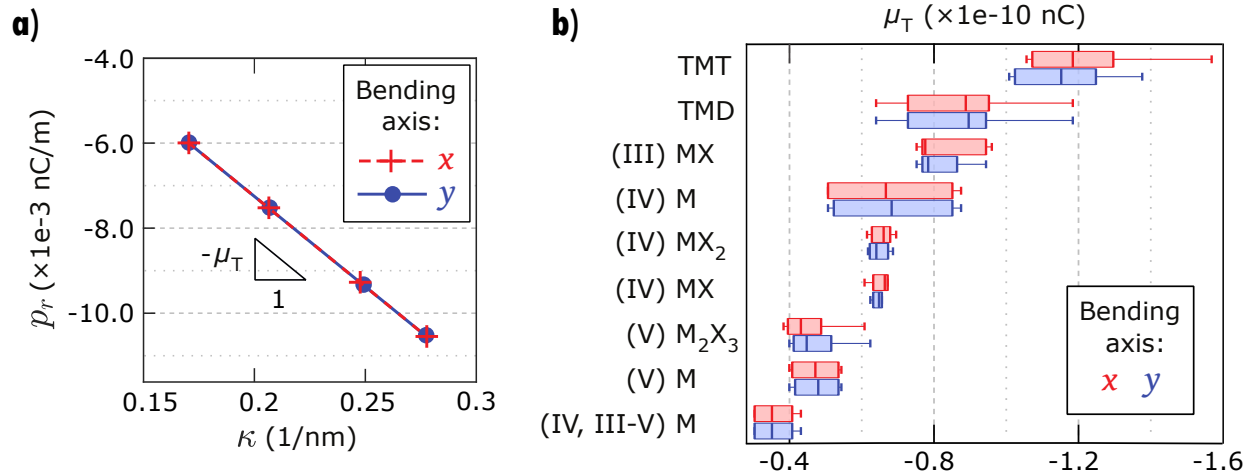 a)
-4.0
-6.0
-8.0
-10.0
pᵣ (×1e-3 nC/m)
Bending
axis:
x
y
-μ_T
1
0.15
0.2
0.25
0.3
κ (1/nm)
b)
μ_T (×1e-10 nC)
TMT
TMD
(III) MX
(IV) M
(IV) MX₂
(IV) MX
(V) M₂X₃
(V) M
(IV, III-V) M
Bending
axis:
x y
-0.4 -0.8 -1.2 -1.6